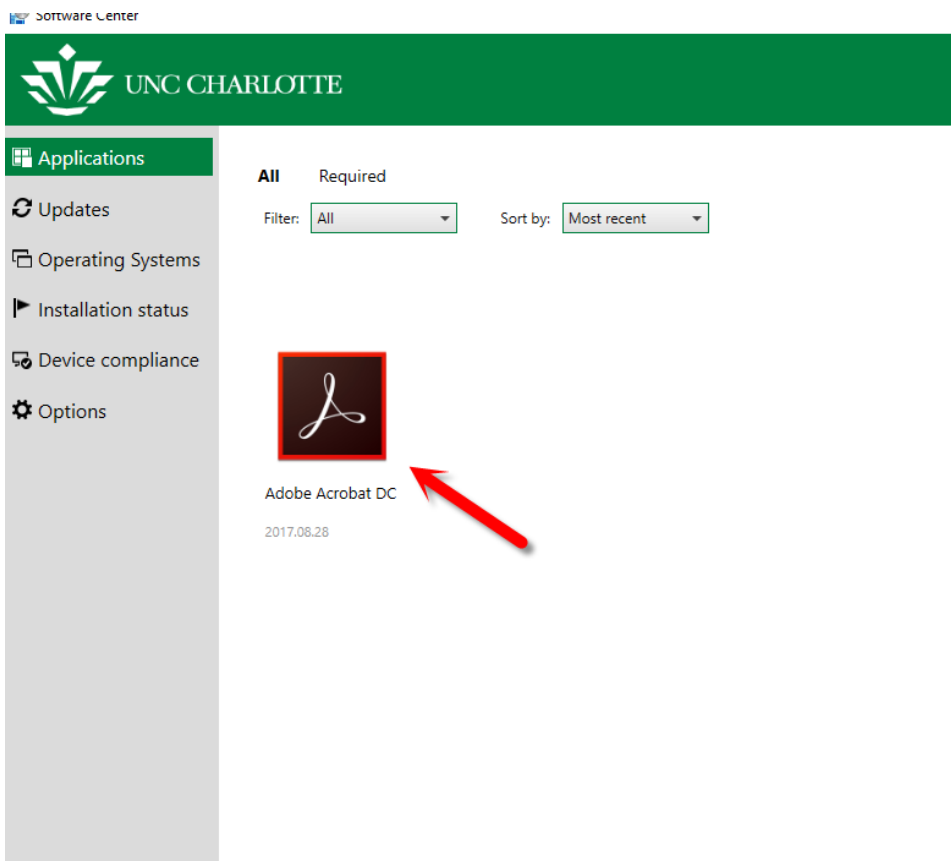 Software Center
UNC CHARLOTTE
Applications
Updates
Operating Systems
Installation status
Device compliance
Options
All Required
Filter: All Sort by: Most recent
Adobe Acrobat DC
2017.08.28